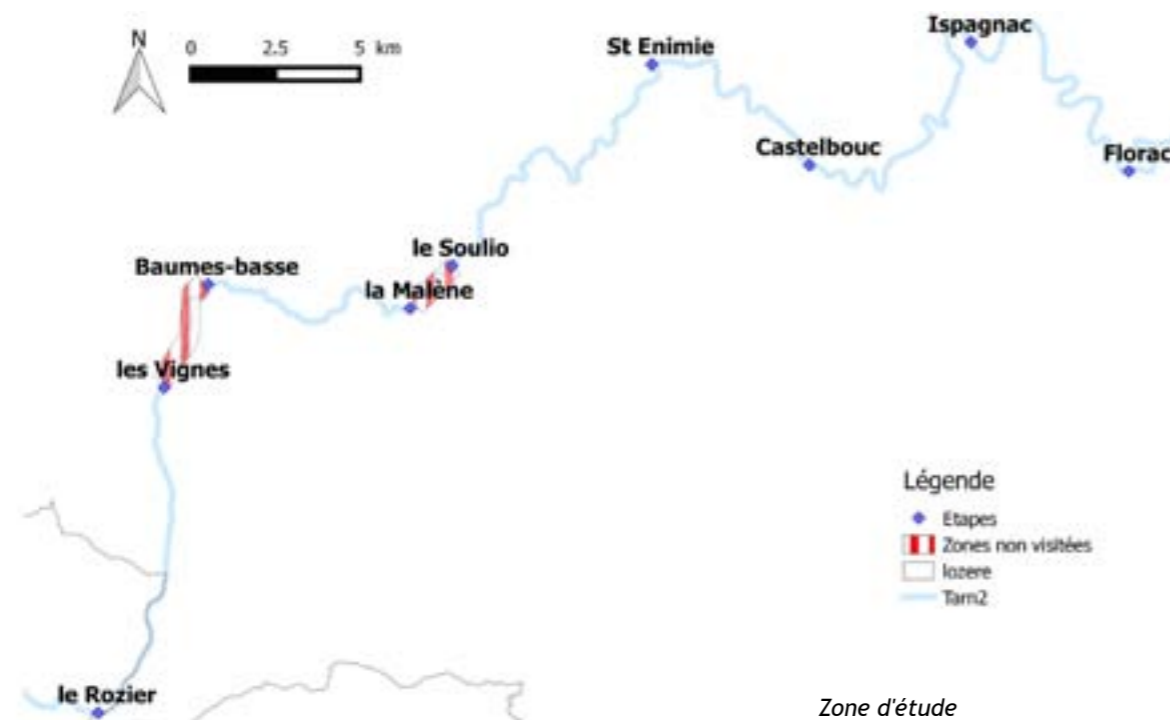 Ispagnac
N
0 2.5 5 km
St Enimie
Castelbouc
Florac
le Soulio
Baumes-basse
la Malène
les Vignes
Légende
Etapes
Zones non visitées
lozere
Tarn2
le Rozier
Zone d'étude